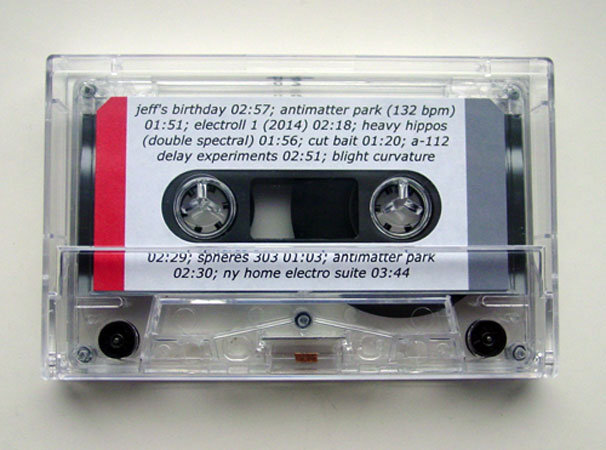 jeff's birthday 02:57; antimatter park (132 bpm)
01:51; electroll 1 (2014) 02:18; heavy hippos
(double spectral) 01:56; cut bait 01:20; a-112
delay experiments 02:51; blight curvature
02:29; spheres 303 01:03; antimatter park
02:30; ny home electro suite 03:44